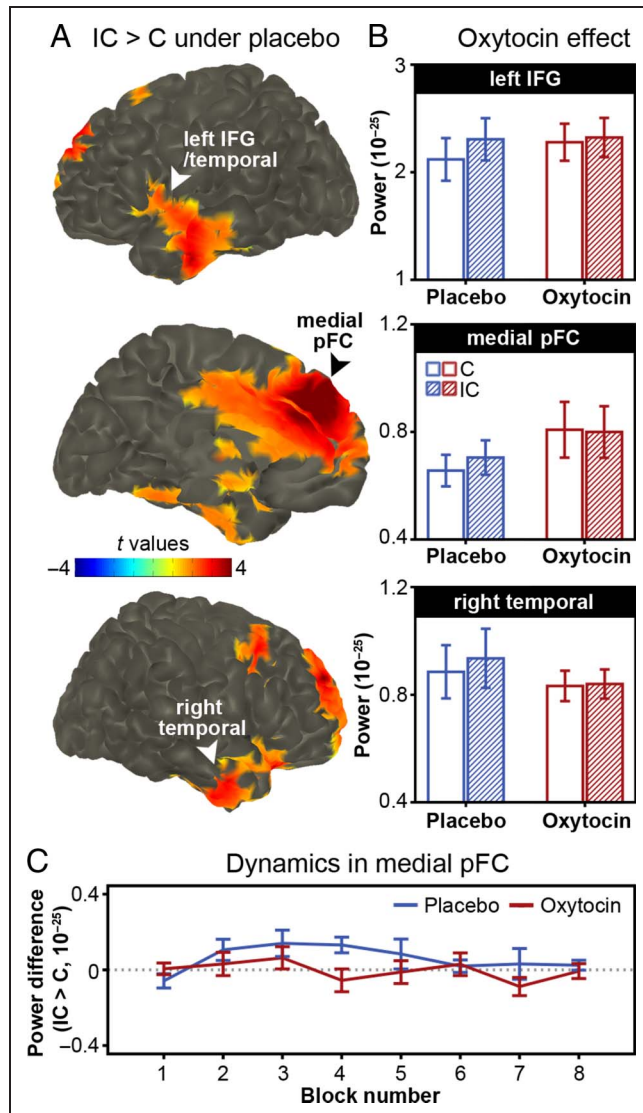 A IC > C under placebo
left IFG
/temporal
medial
pFC
t values
−4
4
right
temporal
B Oxytocin effect
left IFG
3
2
1
Power (10⁻²⁵)
Placebo
Oxytocin
medial pFC
C
IC
1.2
0.8
0.4
Placebo
Oxytocin
right temporal
1.2
0.8
0.4
Power (10⁻²⁵)
Placebo
Oxytocin
C Dynamics in medial pFC
Placebo
Oxytocin
Power difference
(IC > C, 10⁻²⁵)
0.4
0
−0.4
1 2 3 4 5 6 7 8
Block number